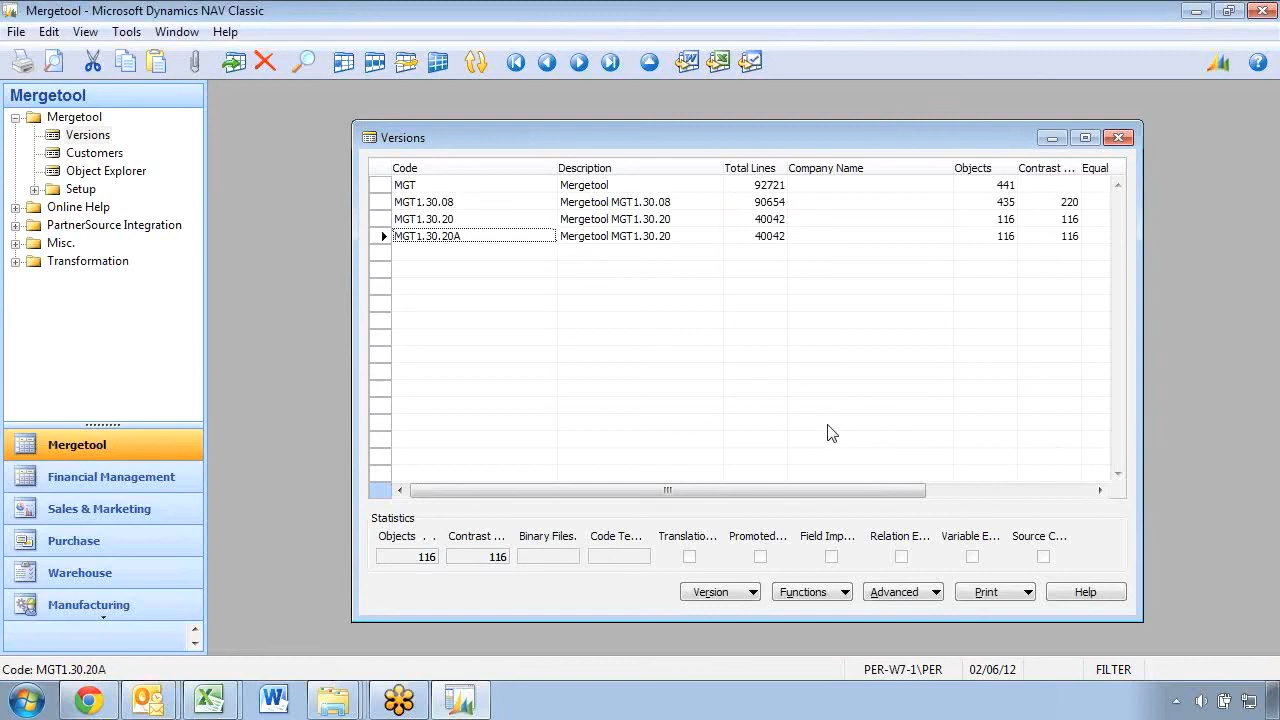 Mergetool - Microsoft Dynamics NAV Classic
File Edit View Tools Window Help
Mergetool
Mergetool
Versions
Customers
Object Explorer
Setup
Online Help
PartnerSource Integration
Misc.
Transformation
Mergetool
Financial Management
Sales & Marketing
Purchase
Warehouse
Manufacturing
Versions
Code Description Total Lines Company Name Objects Contrast ... Equal
MGT Mergetool 92721 441
MGT1.30.08 Mergetool MGT1.30.08 90654 435 220
MGT1.30.20 Mergetool MGT1.30.20 40042 116 116
MGT1.30.20A Mergetool MGT1.30.20 40042 116 116
Statistics
Objects . . Contrast ... Binary Files. Code Te... Translatio... Promoted... Field Imp... Relation E... Variable E... Source C...
116 116
Version Functions Advanced Print Help
Code: MGT1.30.20A PER-W7-1\PER 02/06/12 FILTER